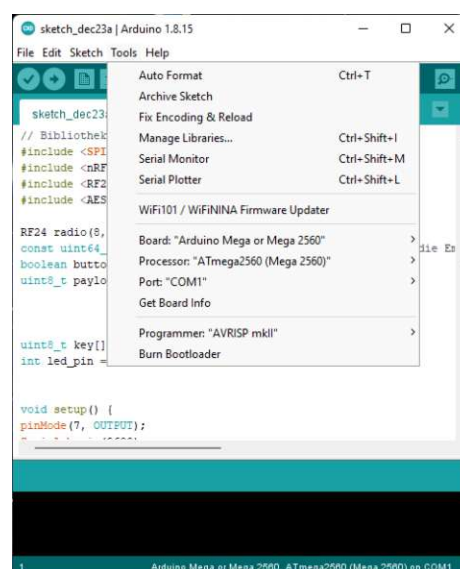 sketch_dec23a | Arduino 1.8.15
File Edit Sketch Tools Help
Auto Format Ctrl+T
Archive Sketch
Fix Encoding & Reload
Manage Libraries... Ctrl+Shift+I
Serial Monitor Ctrl+Shift+M
Serial Plotter Ctrl+Shift+L
WiFi101 / WiFiNINA Firmware Updater
Board: "Arduino Mega or Mega 2560"
Processor: "ATmega2560 (Mega 2560)"
Port: "COM1"
Get Board Info
Programmer: "AVRISP mkII"
Burn Bootloader
sketch_dec23a
// Bibliothek
#include <SPI
#include <nRF
#include <RF2
#include <AES
RF24 radio(8,
const uint64_ die Es
boolean butto
uint8_t paylo
uint8_t key[]
int led_pin =
void setup() {
pinMode(7, OUTPUT);
1 Arduino Mega or Mega 2560, ATmega2560 (Mega 2560) on COM1